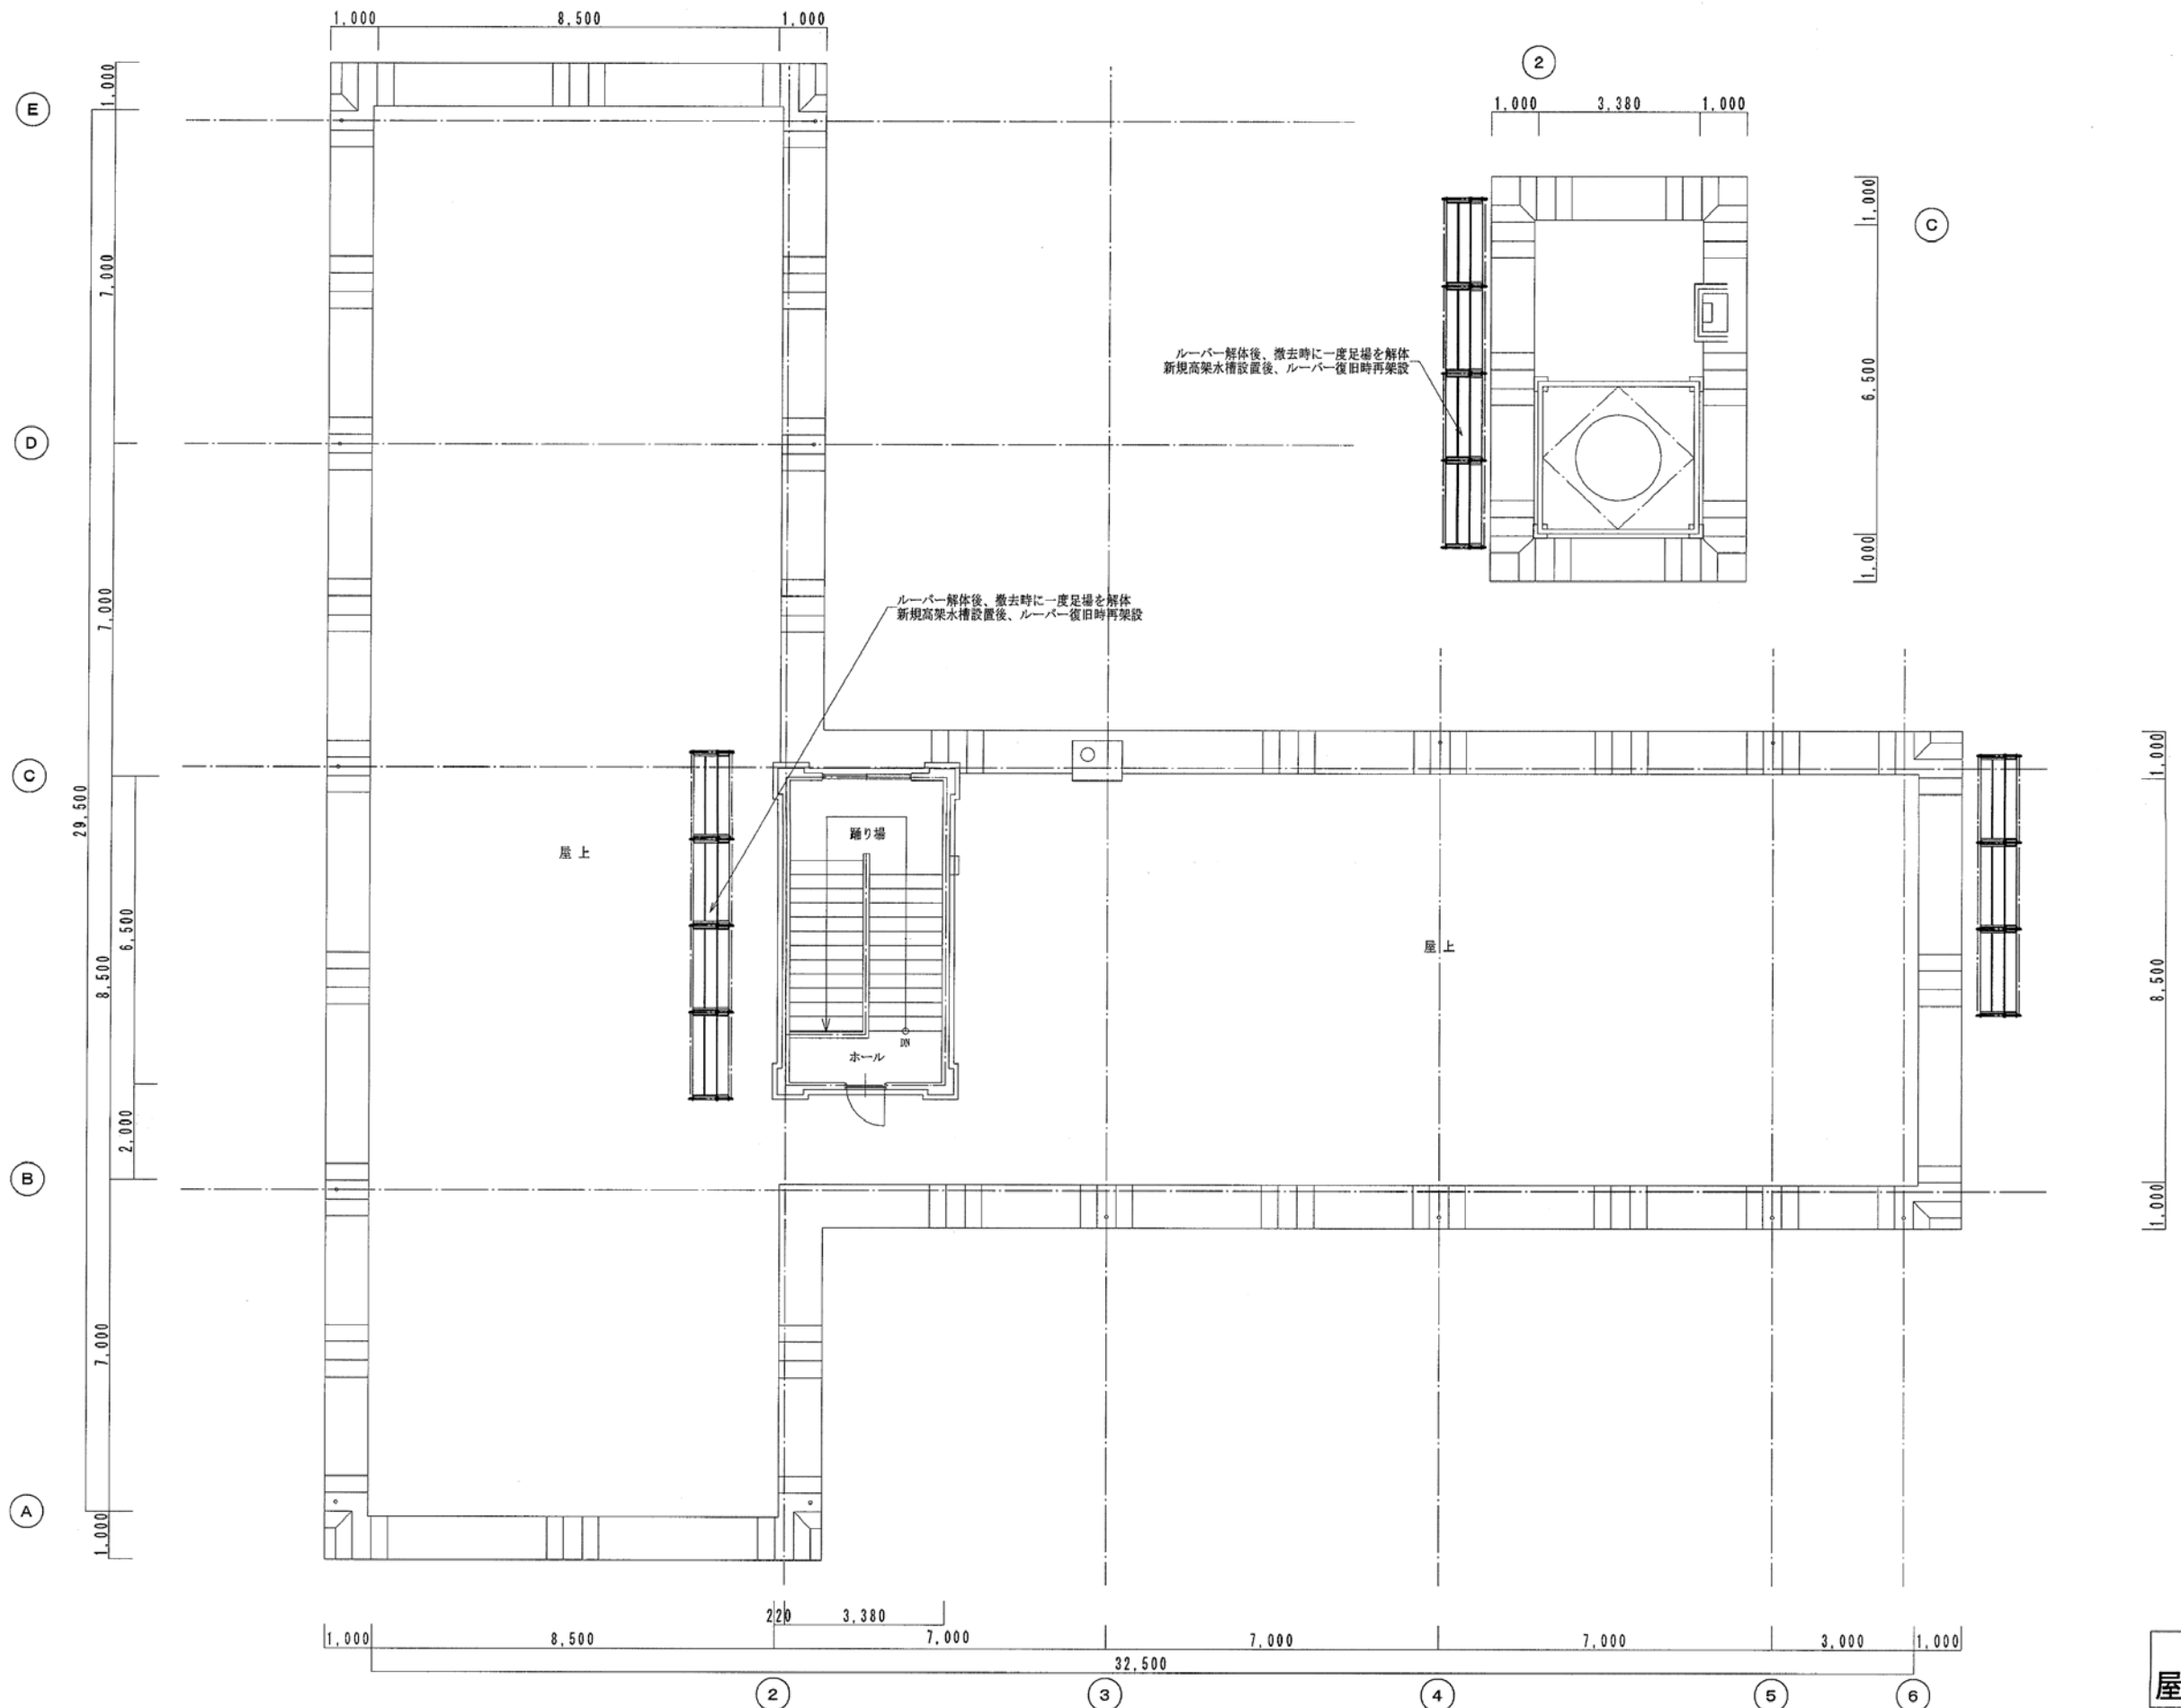 1,000 8,500 1,000
2
1,000 3,380 1,000
E
1,000
1,000
C
7,000
ルーバー解体後、撤去時に一度足場を解体
新規高架水槽設置後、ルーバー復旧時再架設
6,500
D
1,000
7,000
ルーバー解体後、撤去時に一度足場を解体
新規高架水槽設置後、ルーバー復旧時再架設
C
1,000
29,500
踊り場
屋上
6,500
屋上
8,500
8,500
DN
ホール
2,000
B
1,000
7,000
A
1,000
220 3,380
1,000 8,500 7,000 7,000 7,000 3,000 1,000
32,500
2 3 4 5 6
屋